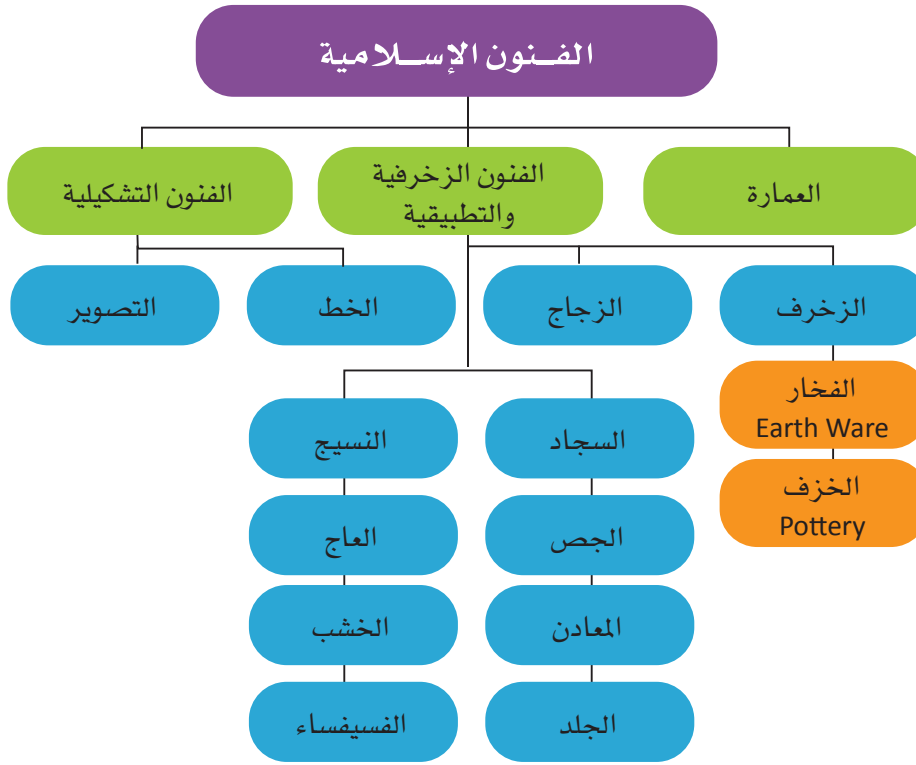 الفنون الإسلامية
العمارة
الفنون الزخرفية
والتطبيقية
الفنون التشكيلية
الزخرف
الزجاج
الخط
التصوير
الفخار
Earth Ware
الخزف
Pottery
السجاد
النسيج
الجص
العاج
المعادن
الخشب
الجلد
الفسيفساء